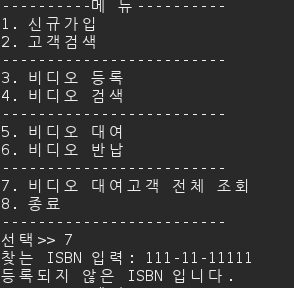 ----------메 뉴----------
1. 신규가입
2. 고객검색
-------------------------
3. 비디오 등록
4. 비디오 검색
-------------------------
5. 비디오 대여
6. 비디오 반납
-------------------------
7. 비디오 대여고객 전체 조회
8. 종료
-------------------------
선택>> 7
찾는 ISBN 입력: 111-11-11111
등록되지 않은 ISBN 입니다.